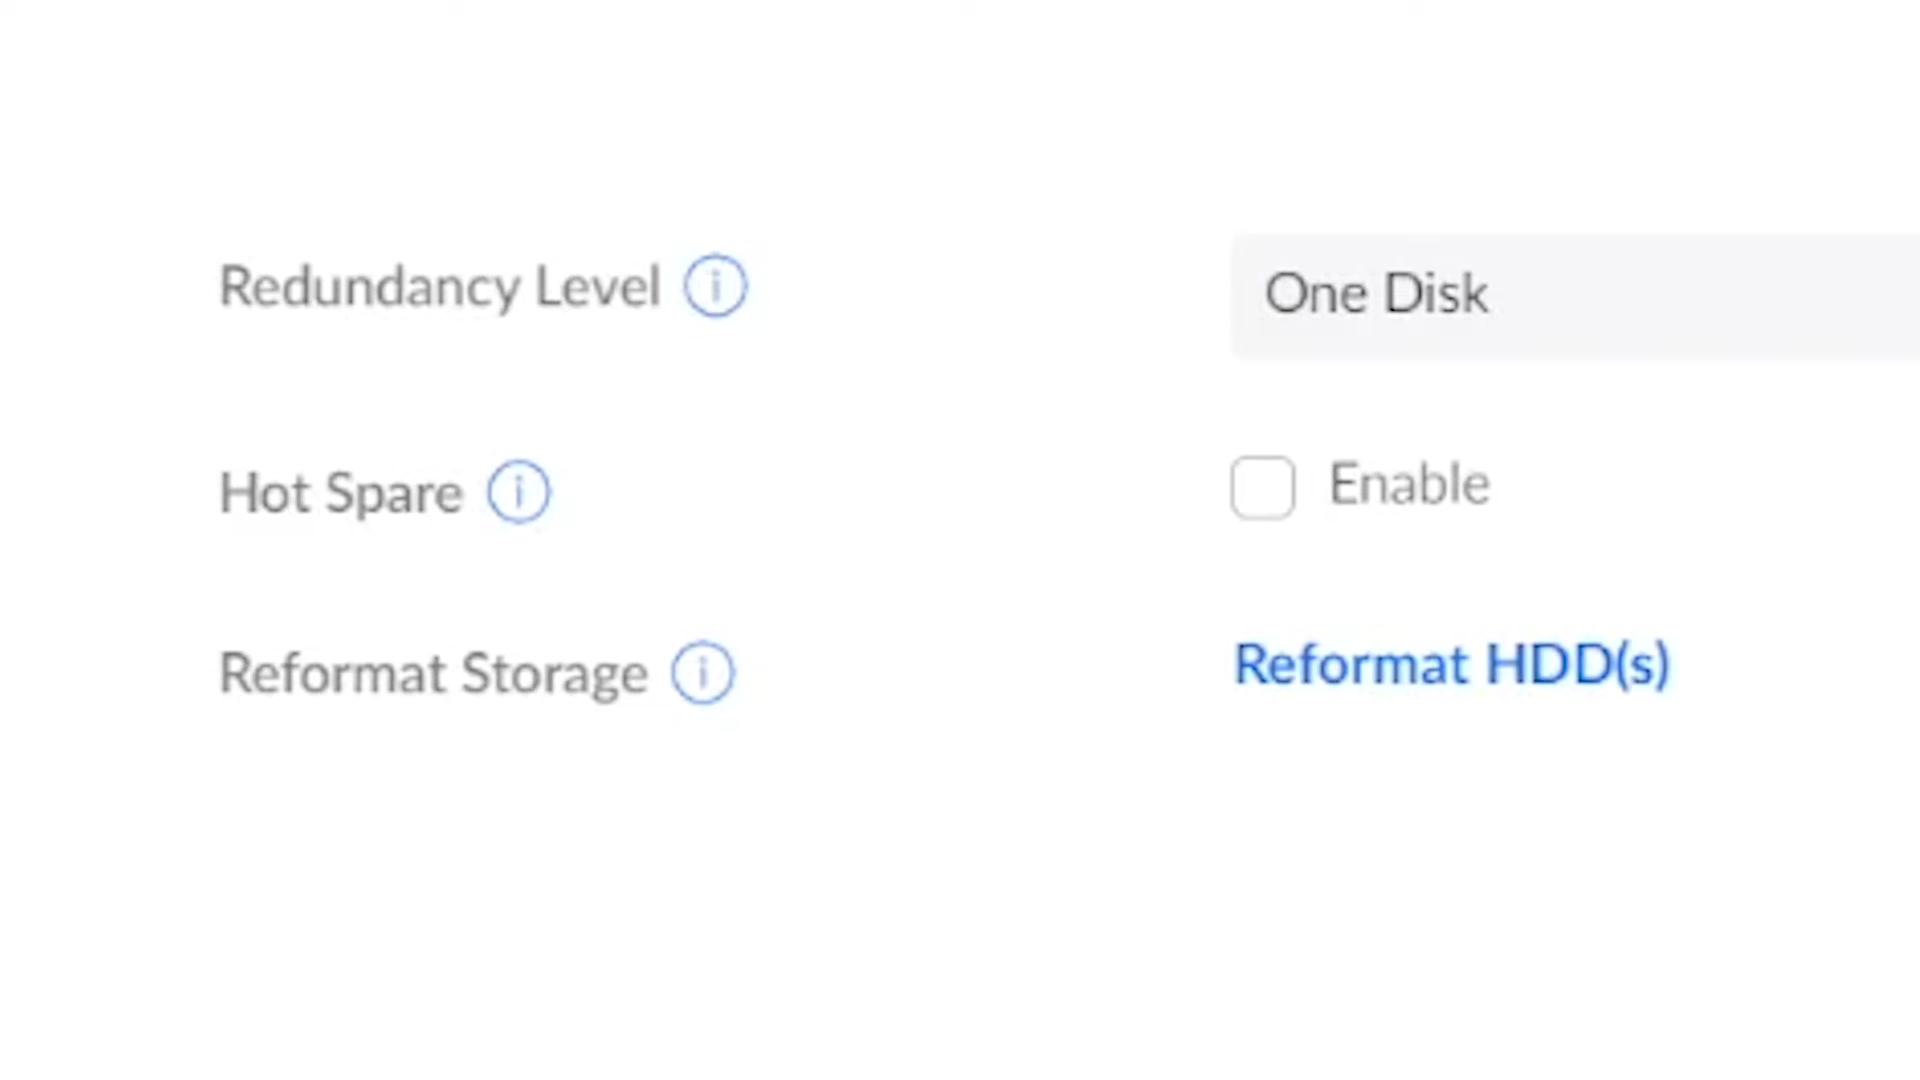 Redundancy Level
One Disk
Hot Spare
Enable
Reformat Storage
Reformat HDD(s)